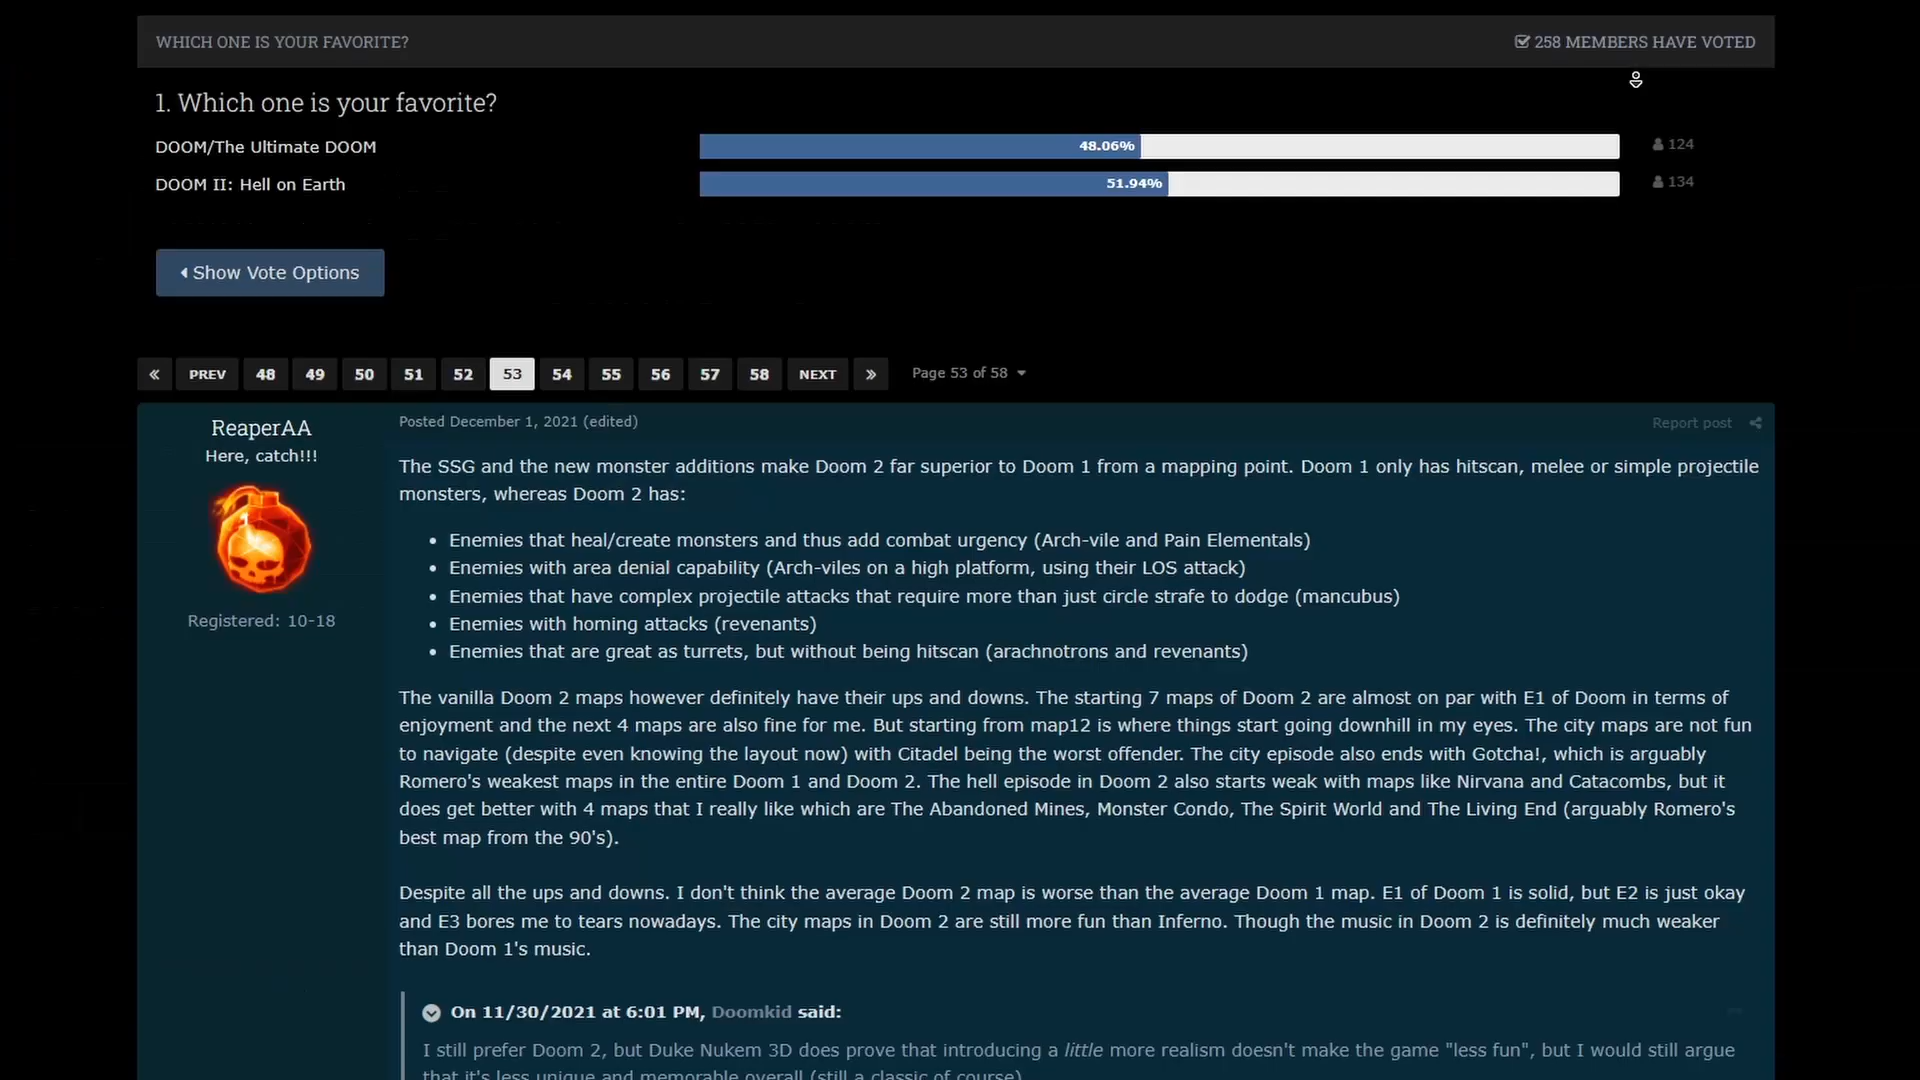 WHICH ONE IS YOUR FAVORITE?
258 MEMBERS HAVE VOTED
1. Which one is your favorite?
DOOM/The Ultimate DOOM 48.06% 124
DOOM II: Hell on Earth 51.94% 134
Show Vote Options
« PREV 48 49 50 51 52 53 54 55 56 57 58 NEXT » Page 53 of 58
ReaperAA
Here, catch!!!
Registered: 10-18
Posted December 1, 2021 (edited)
Report post
The SSG and the new monster additions make Doom 2 far superior to Doom 1 from a mapping point. Doom 1 only has hitscan, melee or simple projectile
monsters, whereas Doom 2 has:
• Enemies that heal/create monsters and thus add combat urgency (Arch-vile and Pain Elementals)
• Enemies with area denial capability (Arch-viles on a high platform, using their LOS attack)
• Enemies that have complex projectile attacks that require more than just circle strafe to dodge (mancubus)
• Enemies with homing attacks (revenants)
• Enemies that are great as turrets, but without being hitscan (arachnotrons and revenants)
The vanilla Doom 2 maps however definitely have their ups and downs. The starting 7 maps of Doom 2 are almost on par with E1 of Doom in terms of
enjoyment and the next 4 maps are also fine for me. But starting from map12 is where things start going downhill in my eyes. The city maps are not fun
to navigate (despite even knowing the layout now) with Citadel being the worst offender. The city episode also ends with Gotcha!, which is arguably
Romero's weakest maps in the entire Doom 1 and Doom 2. The hell episode in Doom 2 also starts weak with maps like Nirvana and Catacombs, but it
does get better with 4 maps that I really like which are The Abandoned Mines, Monster Condo, The Spirit World and The Living End (arguably Romero's
best map from the 90's).
Despite all the ups and downs. I don't think the average Doom 2 map is worse than the average Doom 1 map. E1 of Doom 1 is solid, but E2 is just okay
and E3 bores me to tears nowadays. The city maps in Doom 2 are still more fun than Inferno. Though the music in Doom 2 is definitely much weaker
than Doom 1's music.
On 11/30/2021 at 6:01 PM, Doomkid said:
I still prefer Doom 2, but Duke Nukem 3D does prove that introducing a little more realism doesn't make the game "less fun", but I would still argue
that it's less unique and memorable overall (still a classic of course)